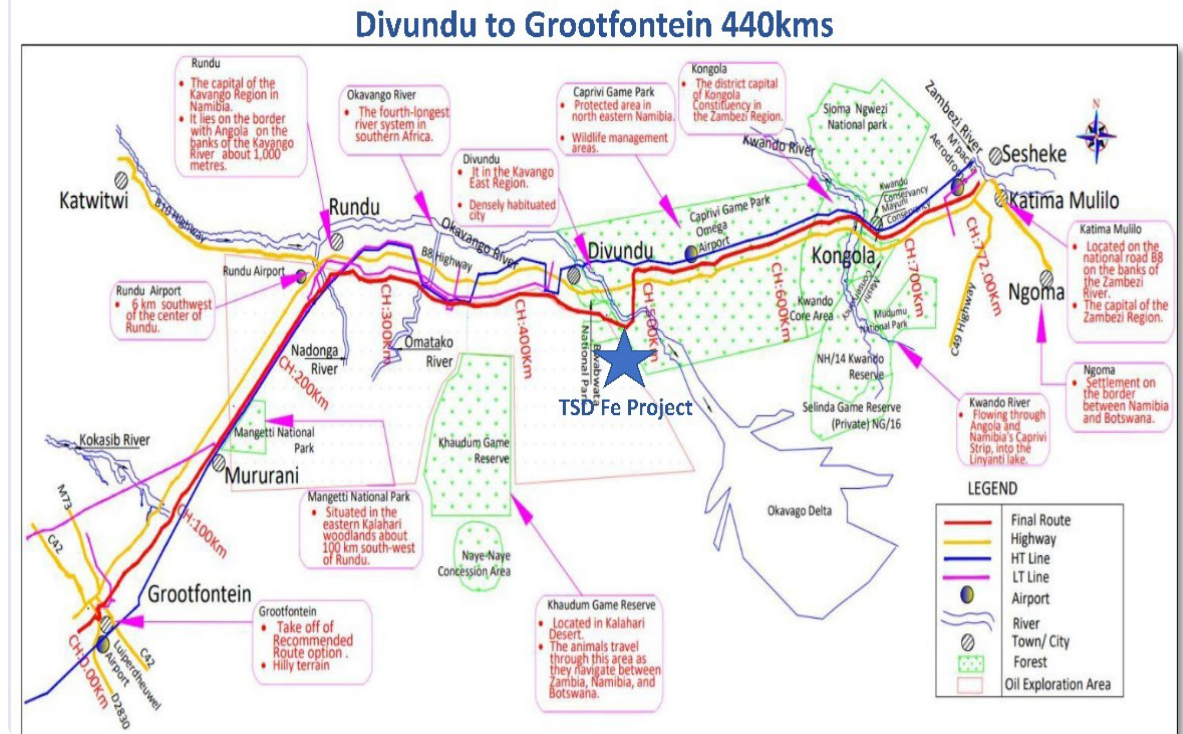 Divundu to Grootfontein 440kms
Rundu
• The capital of the
Kavango Region in
Namibia.
• It lies on the border
with Angola on the
banks of the Kavango
River about 1,000
metres.
Okavango River
• The fourth-longest
river system in
southern Africa.
Divundu
• It in the Kavango
East Region.
• Densely habituated
city
Caprivi Game Park
• Protected area in
north eastern Namibia.
• Wildlife management
areas.
Kongola
• The district capital
of Kongola
Constituency in
the Zambezi Region.
Sioma Ngwezi
National park
Zambezi River
M'pacha
Aerodrome
N
Sesheke
Katima Mulilo
Kwando River
Katwitwi
B10 Highway
Rundu
Okavango River
B8 Highway
Divundu
Caprivi Game Park
Omega
Airport
Kwandu
Conservancy
Mayuni
Conservancy
Kongola
Katima Mulilo
• Located on the
national road B8
on the banks of
the Zambezi
River.
• The capital of the
Zambezi Region.
Rundu Airport
Rundu Airport
• 6 km southwest
of the center of
Rundu.
Nadonga
River
Omatako
River
CH:200Km
CH:300Km
CH:400Km
CH:500Km
CH:600Km
CH:700Km
CH:772.00Km
Ngoma
C49 Highway
Kwando
Core Area
Mashi
Conservancy
Mudumu
National Park
Bwabwata
National Park
TSD Fe Project
NH/14 Kwando
Reserve
Selinda Game Reserve
(Private) NG/16
Ngoma
• Settlement on
the border
between Namibia
and Botswana.
Kwando River
• Flowing through
Angola and
Namibia's Caprivi
Strip, into the
Linyanti lake.
Kokasib River
Mangetti National
Park
Mururani
Khaudum Game
Reserve
Mangetti National Park
• Situated in the
eastern Kalahari
woodlands about
100 km south-west
of Rundu.
M73
C42
CH:100Km
Naye-Naye
Concession Area
Okavago Delta
Grootfontein
Grootfontein
• Take off of
Recommended
Route option .
• Hilly terrain
Khaudum Game Reserve
• Located in Kalahari
Desert.
• The animals travel
through this area as
they navigate between
Zambia, Namibia, and
Botswana.
CH:0.00Km
Luiperdheuwel
Airport
C42
D2830
LEGEND
Final Route
Highway
HT Line
LT Line
Airport
River
Town/ City
Forest
Oil Exploration Area